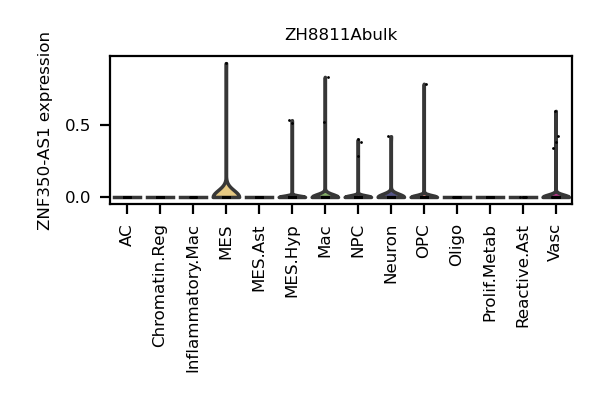 ZH8811Abulk
ZNF350-AS1 expression
0.5
0.0
AC
Chromatin.Reg
Inflammatory.Mac
MES
MES.Ast
MES.Hyp
Mac
NPC
Neuron
OPC
Oligo
Prolif.Metab
Reactive.Ast
Vasc